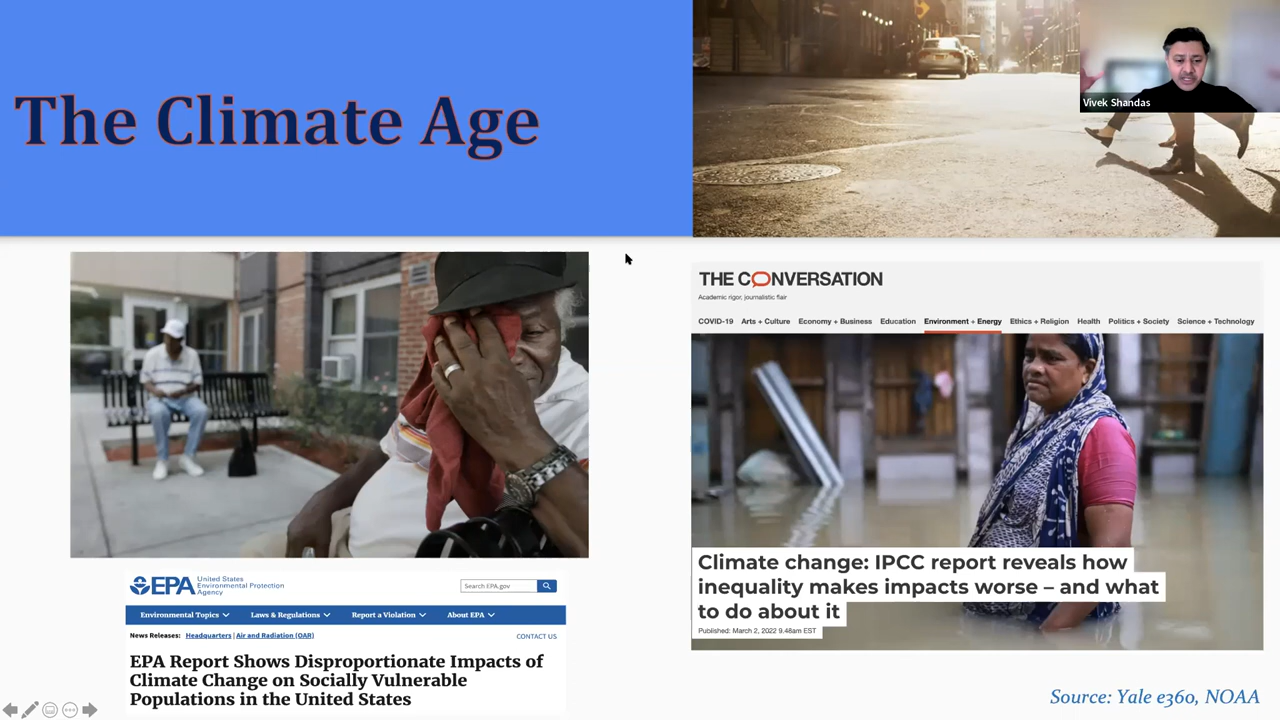 The Climate Age
Vivek Shandas
THE CONVERSATION
Academic rigor, journalistic flair
COVID-19 Arts + Culture Economy + Business Education Environment + Energy Ethics + Religion Health Politics + Society Science + Technology
Climate change: IPCC report reveals how
inequality makes impacts worse – and what
to do about it
Published: March 2, 2022 9.48am EST
EPA United States
Environmental Protection
Agency
Search EPA.gov
Environmental Topics Laws & Regulations Report a Violation About EPA
News Releases: Headquarters | Air and Radiation (OAR)
CONTACT US
EPA Report Shows Disproportionate Impacts of
Climate Change on Socially Vulnerable
Populations in the United States
Source: Yale e360, NOAA